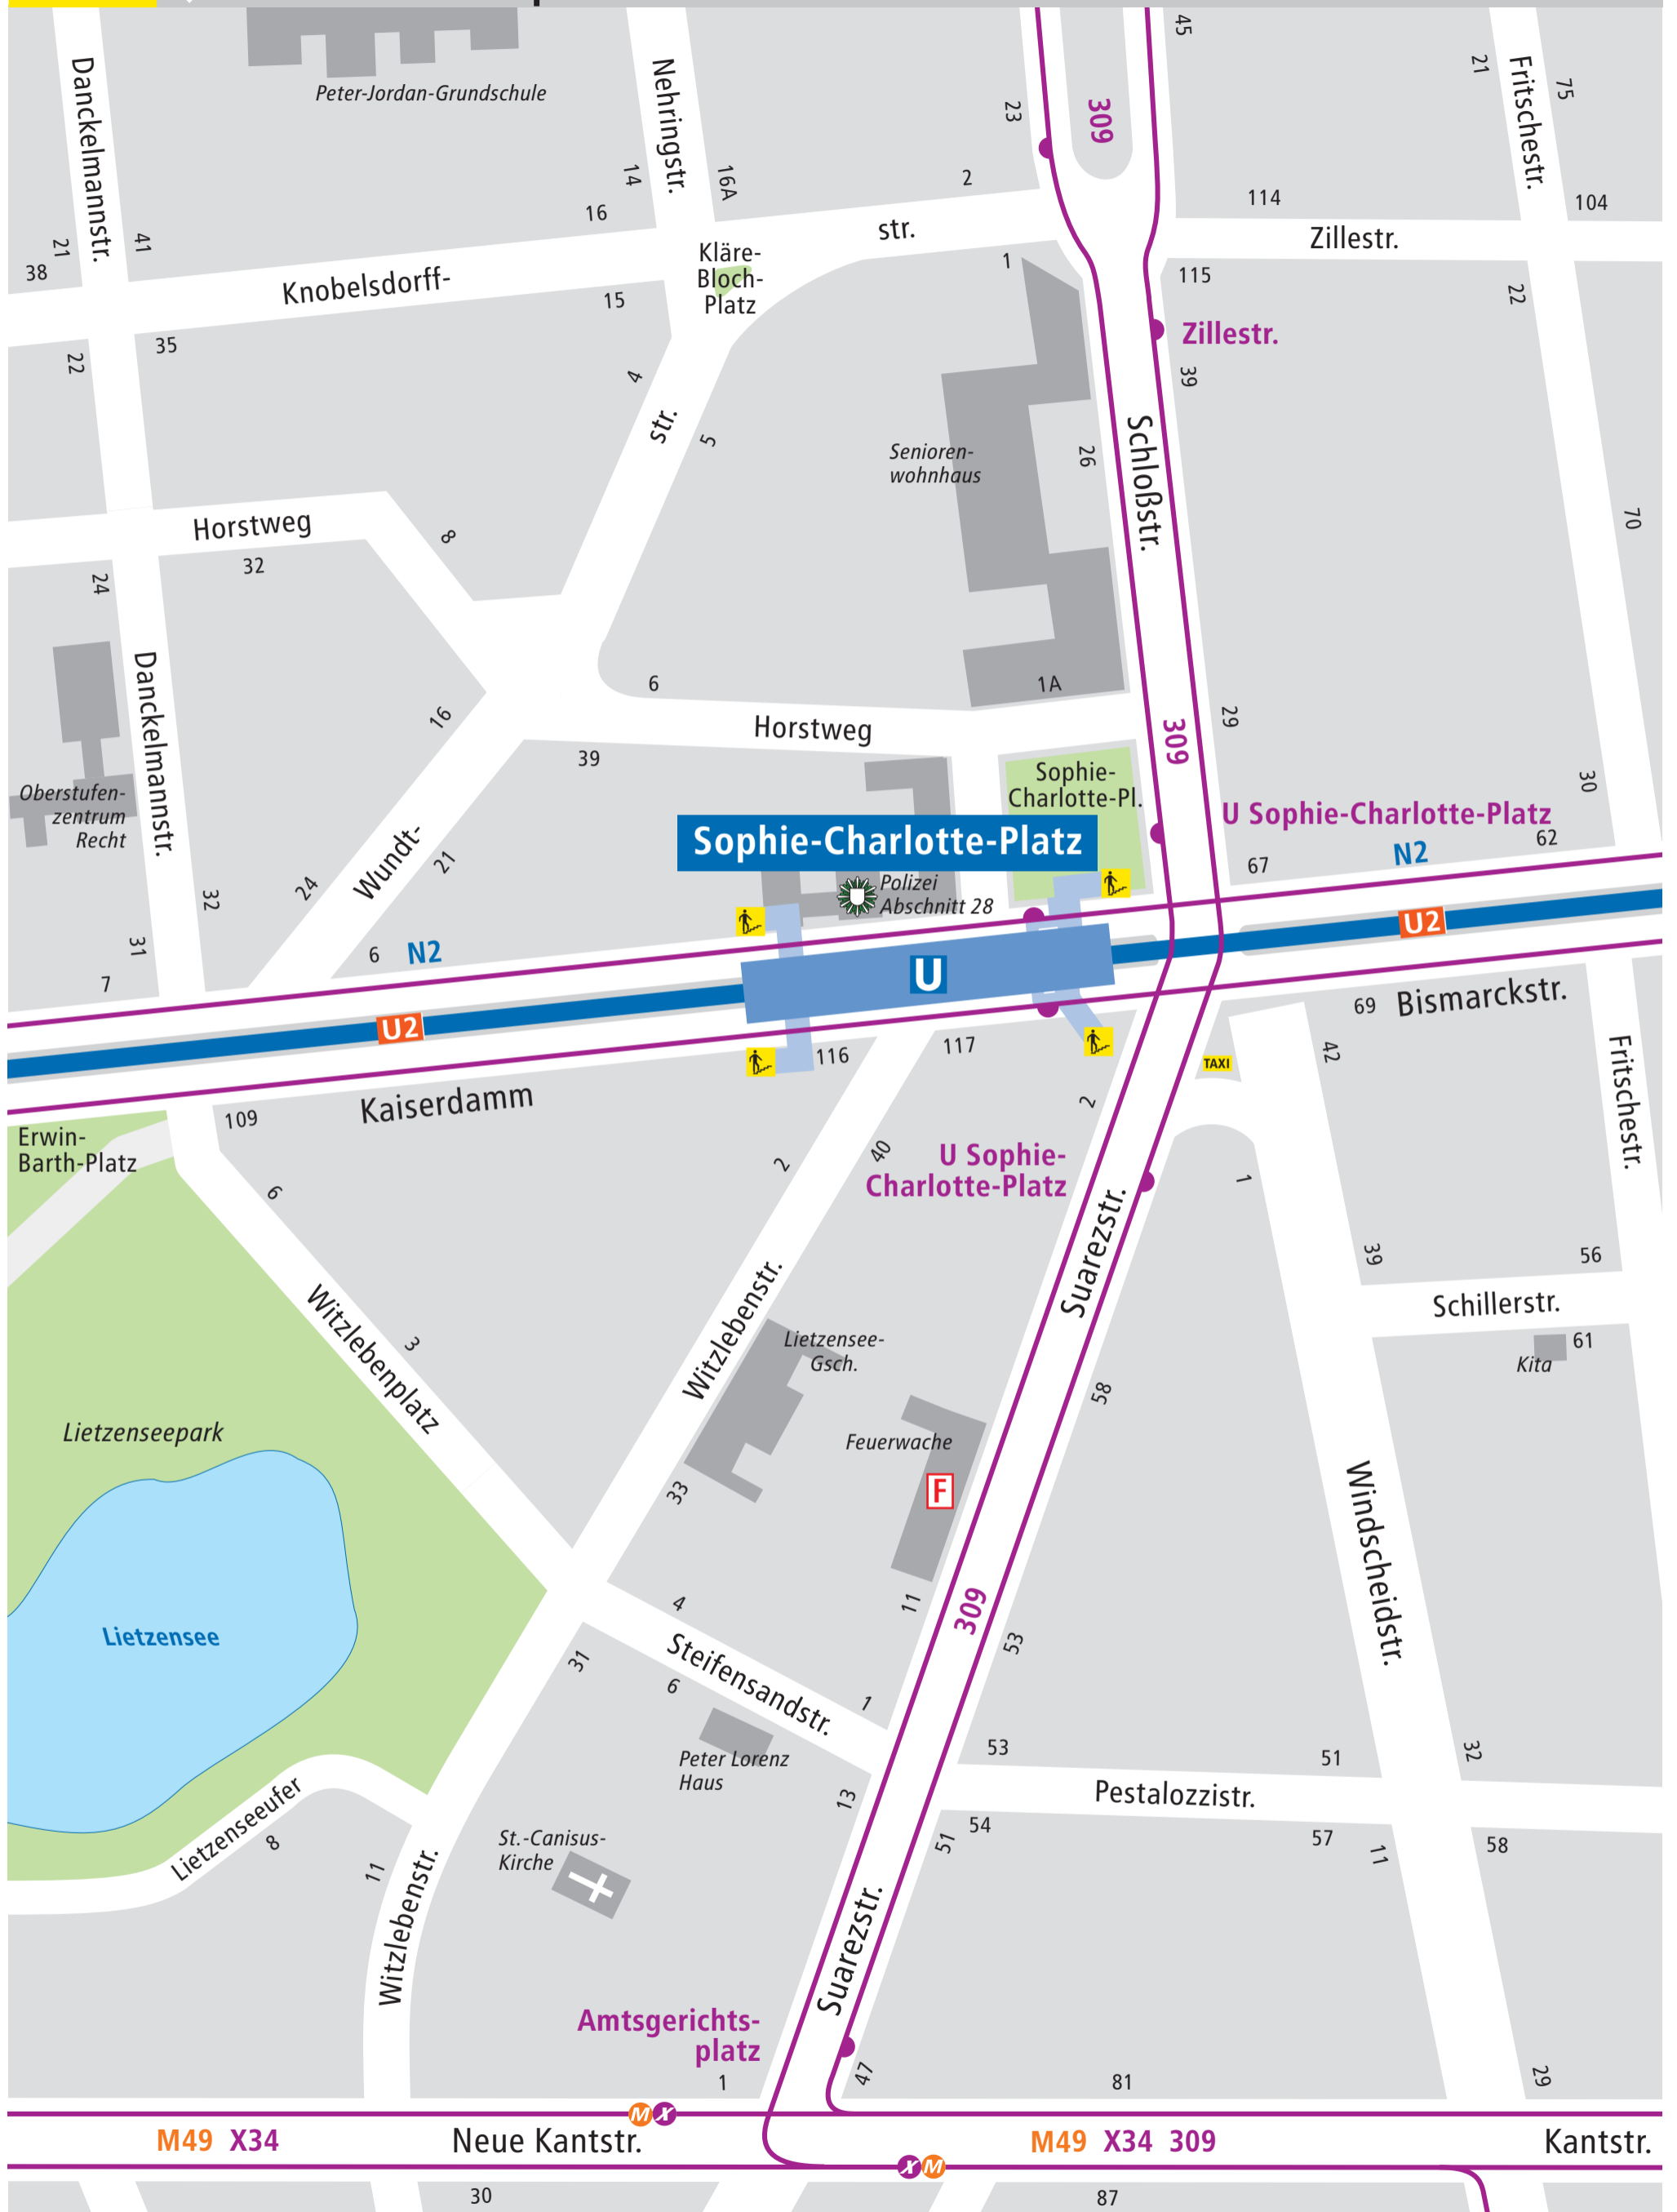 45
21
Fritschestr.
75
Danckelmannstr.
Peter-Jordan-Grundschule
Nehringstr.
23
309
14
16A
2
114
104
16
21
41
38
str.
Zillestr.
Kläre-
Bloch-
Platz
1
115
Knobelsdorff-
15
22
Zillestr.
35
22
4
39
str.
5
Schloßstr.
26
Senioren-
wohnhaus
70
Horstweg
8
32
24
Danckelmannstr.
6
1A
16
Horstweg
309
29
39
Sophie-
Charlotte-Pl.
30
Oberstufen-
zentrum
Recht
U Sophie-Charlotte-Platz
Sophie-Charlotte-Platz
62
N2
67
Wundt-
21
24
32
Polizei
Abschnitt 28
U2
31
6
N2
7
U
69
Bismarckstr.
U2
116
117
42
Fritschestr.
TAXI
Kaiserdamm
109
2
Erwin-
Barth-Platz
2
40
U Sophie-
Charlotte-Platz
1
6
Suarezstr.
39
56
Witzlebenplatz
3
Witzlebenstr.
Schillerstr.
Lietzensee-
Gsch.
61
Kita
58
Lietzenseepark
Feuerwache
F
33
Windscheidstr.
Lietzensee
4
11
309
53
Steifensandstr.
31
6
1
53
51
32
Peter Lorenz
Haus
13
Pestalozzistr.
Lietzenseeufer
8
54
51
57
11
58
St.-Canisus-
Kirche
11
Witzlebenstr.
Suarezstr.
Amtsgerichts-
platz
1
47
81
29
M X
M49 X34
Neue Kantstr.
M49 X34 309
Kantstr.
X M
30
87